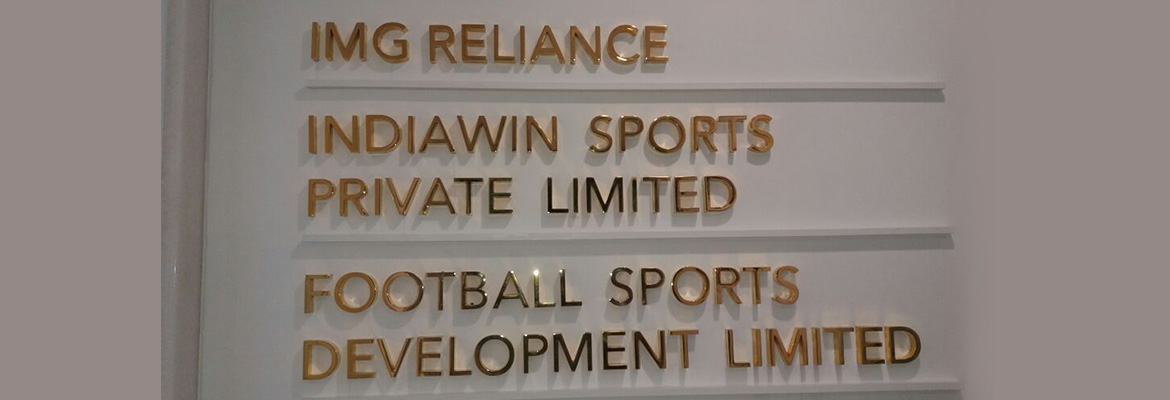 IMG RELIANCE
INDIAWIN SPORTS
PRIVATE LIMITED
FOOTBALL SPORTS
DEVELOPMENT LIMITED